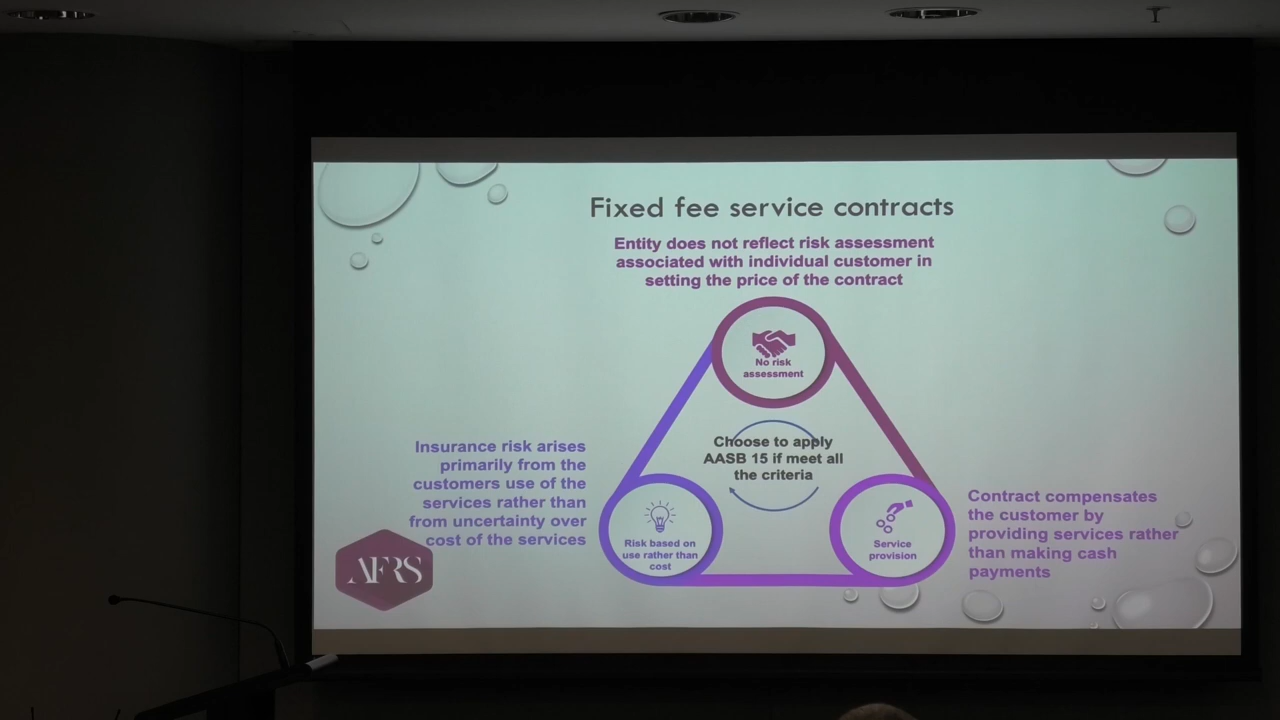 Fixed fee service contracts
Entity does not reflect risk assessment
associated with individual customer in
setting the price of the contract
No risk
assessment
Choose to apply
AASB 15 if meet all
the criteria
Insurance risk arises
primarily from the
customers use of the
services rather than
from uncertainty over
cost of the services
Risk based on
use rather than
cost
Service
provision
Contract compensates
the customer by
providing services rather
than making cash
payments
AFRS